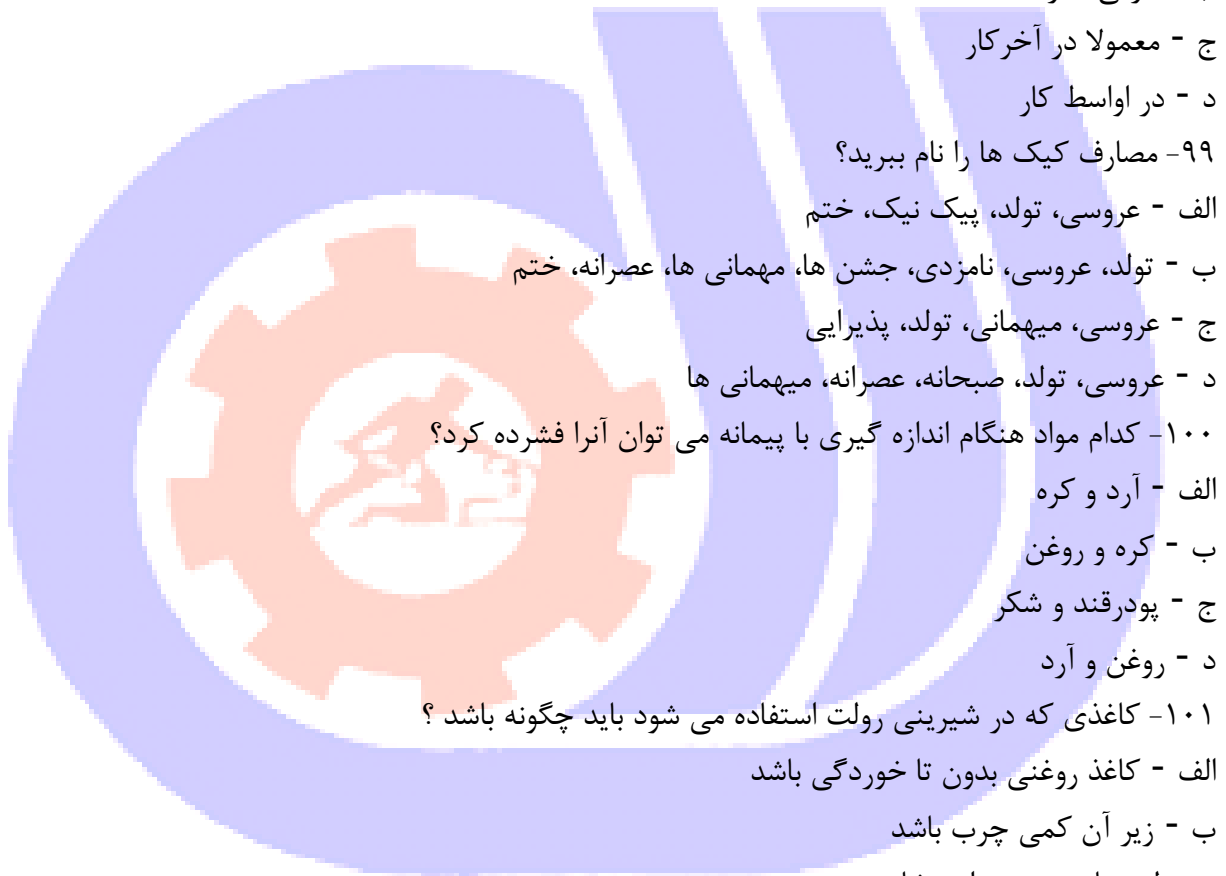 ج - معمولا در آخرکار
د - در اواسط کار
۹۹- مصارف کیک ها را نام ببرید؟
الف - عروسی، تولد، پیک نیک، ختم
ب - تولد، عروسی، نامزدی، جشن ها، مهمانی ها، عصرانه، ختم
ج - عروسی، میهمانی، تولد، پذیرایی
د - عروسی، تولد، صبحانه، عصرانه، میهمانی ها
۱۰۰- کدام مواد هنگام اندازه گیری با پیمانه می توان آنرا فشرده کرد؟
الف - آرد و کره
ب - کره و روغن
ج - پودرقند و شکر
د - روغن و آرد
۱۰۱- کاغذی که در شیرینی رولت استفاده می شود باید چگونه باشد ؟
الف - کاغذ روغنی بدون تا خوردگی باشد
ب - زیر آن کمی چرب باشد